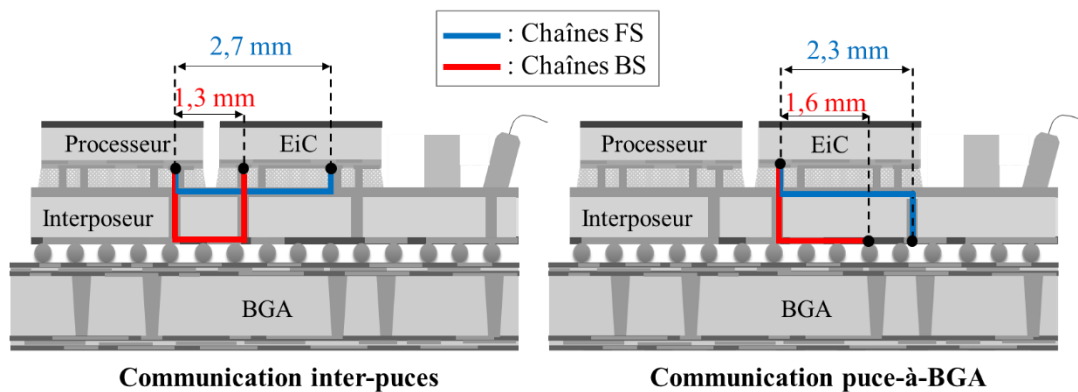 : Chaînes FS
: Chaînes BS
2,7 mm
1,3 mm
Processeur
EiC
Interposeur
BGA
Communication inter-puces
2,3 mm
1,6 mm
Processeur
EiC
Interposeur
BGA
Communication puce-à-BGA